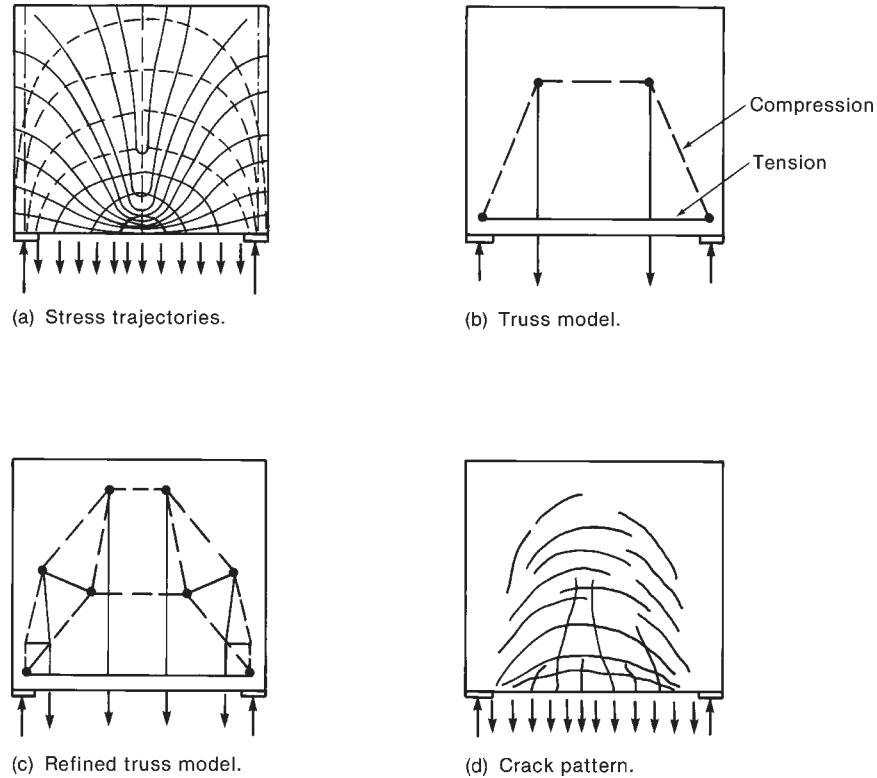 (a) Stress trajectories.
Compression
Tension
(b) Truss model.
(c) Refined truss model.
(d) Crack pattern.